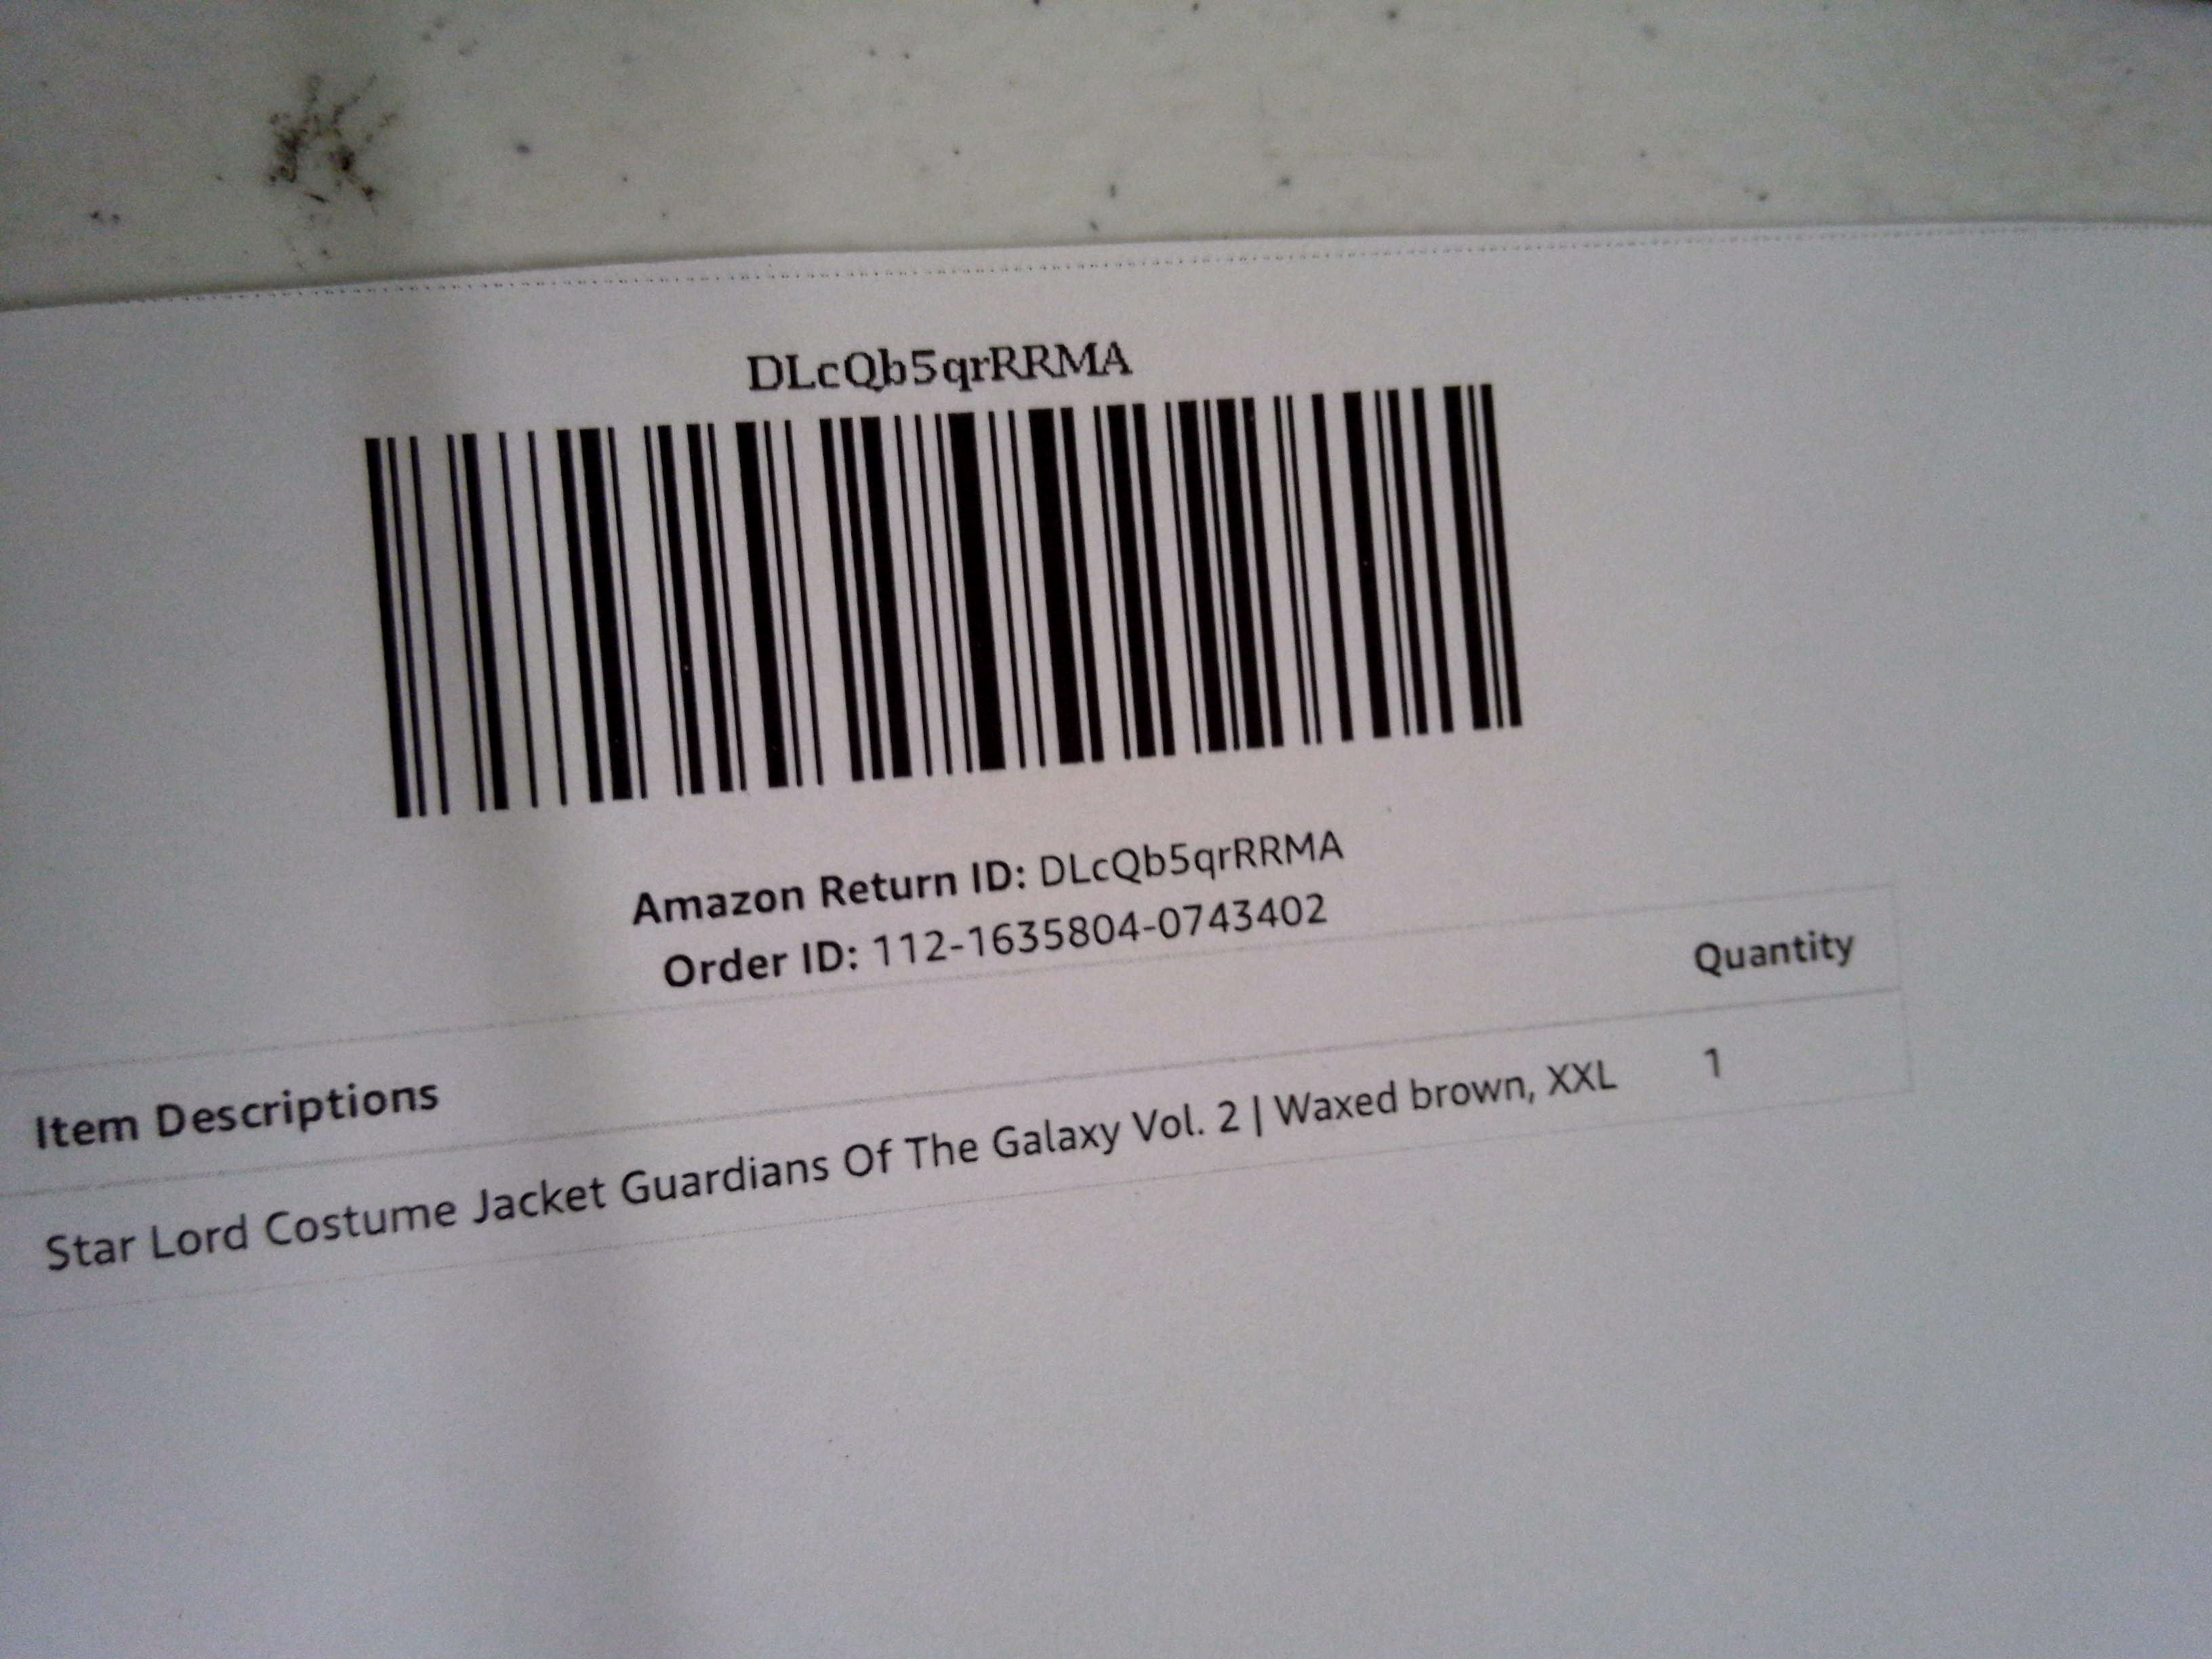 DLcQb5qrRRMA
Amazon Return ID: DLcQb5qrRRMA
Order ID: 112-1635804-0743402
Item Descriptions Quantity
Star Lord Costume Jacket Guardians Of The Galaxy Vol. 2 | Waxed brown, XXL 1